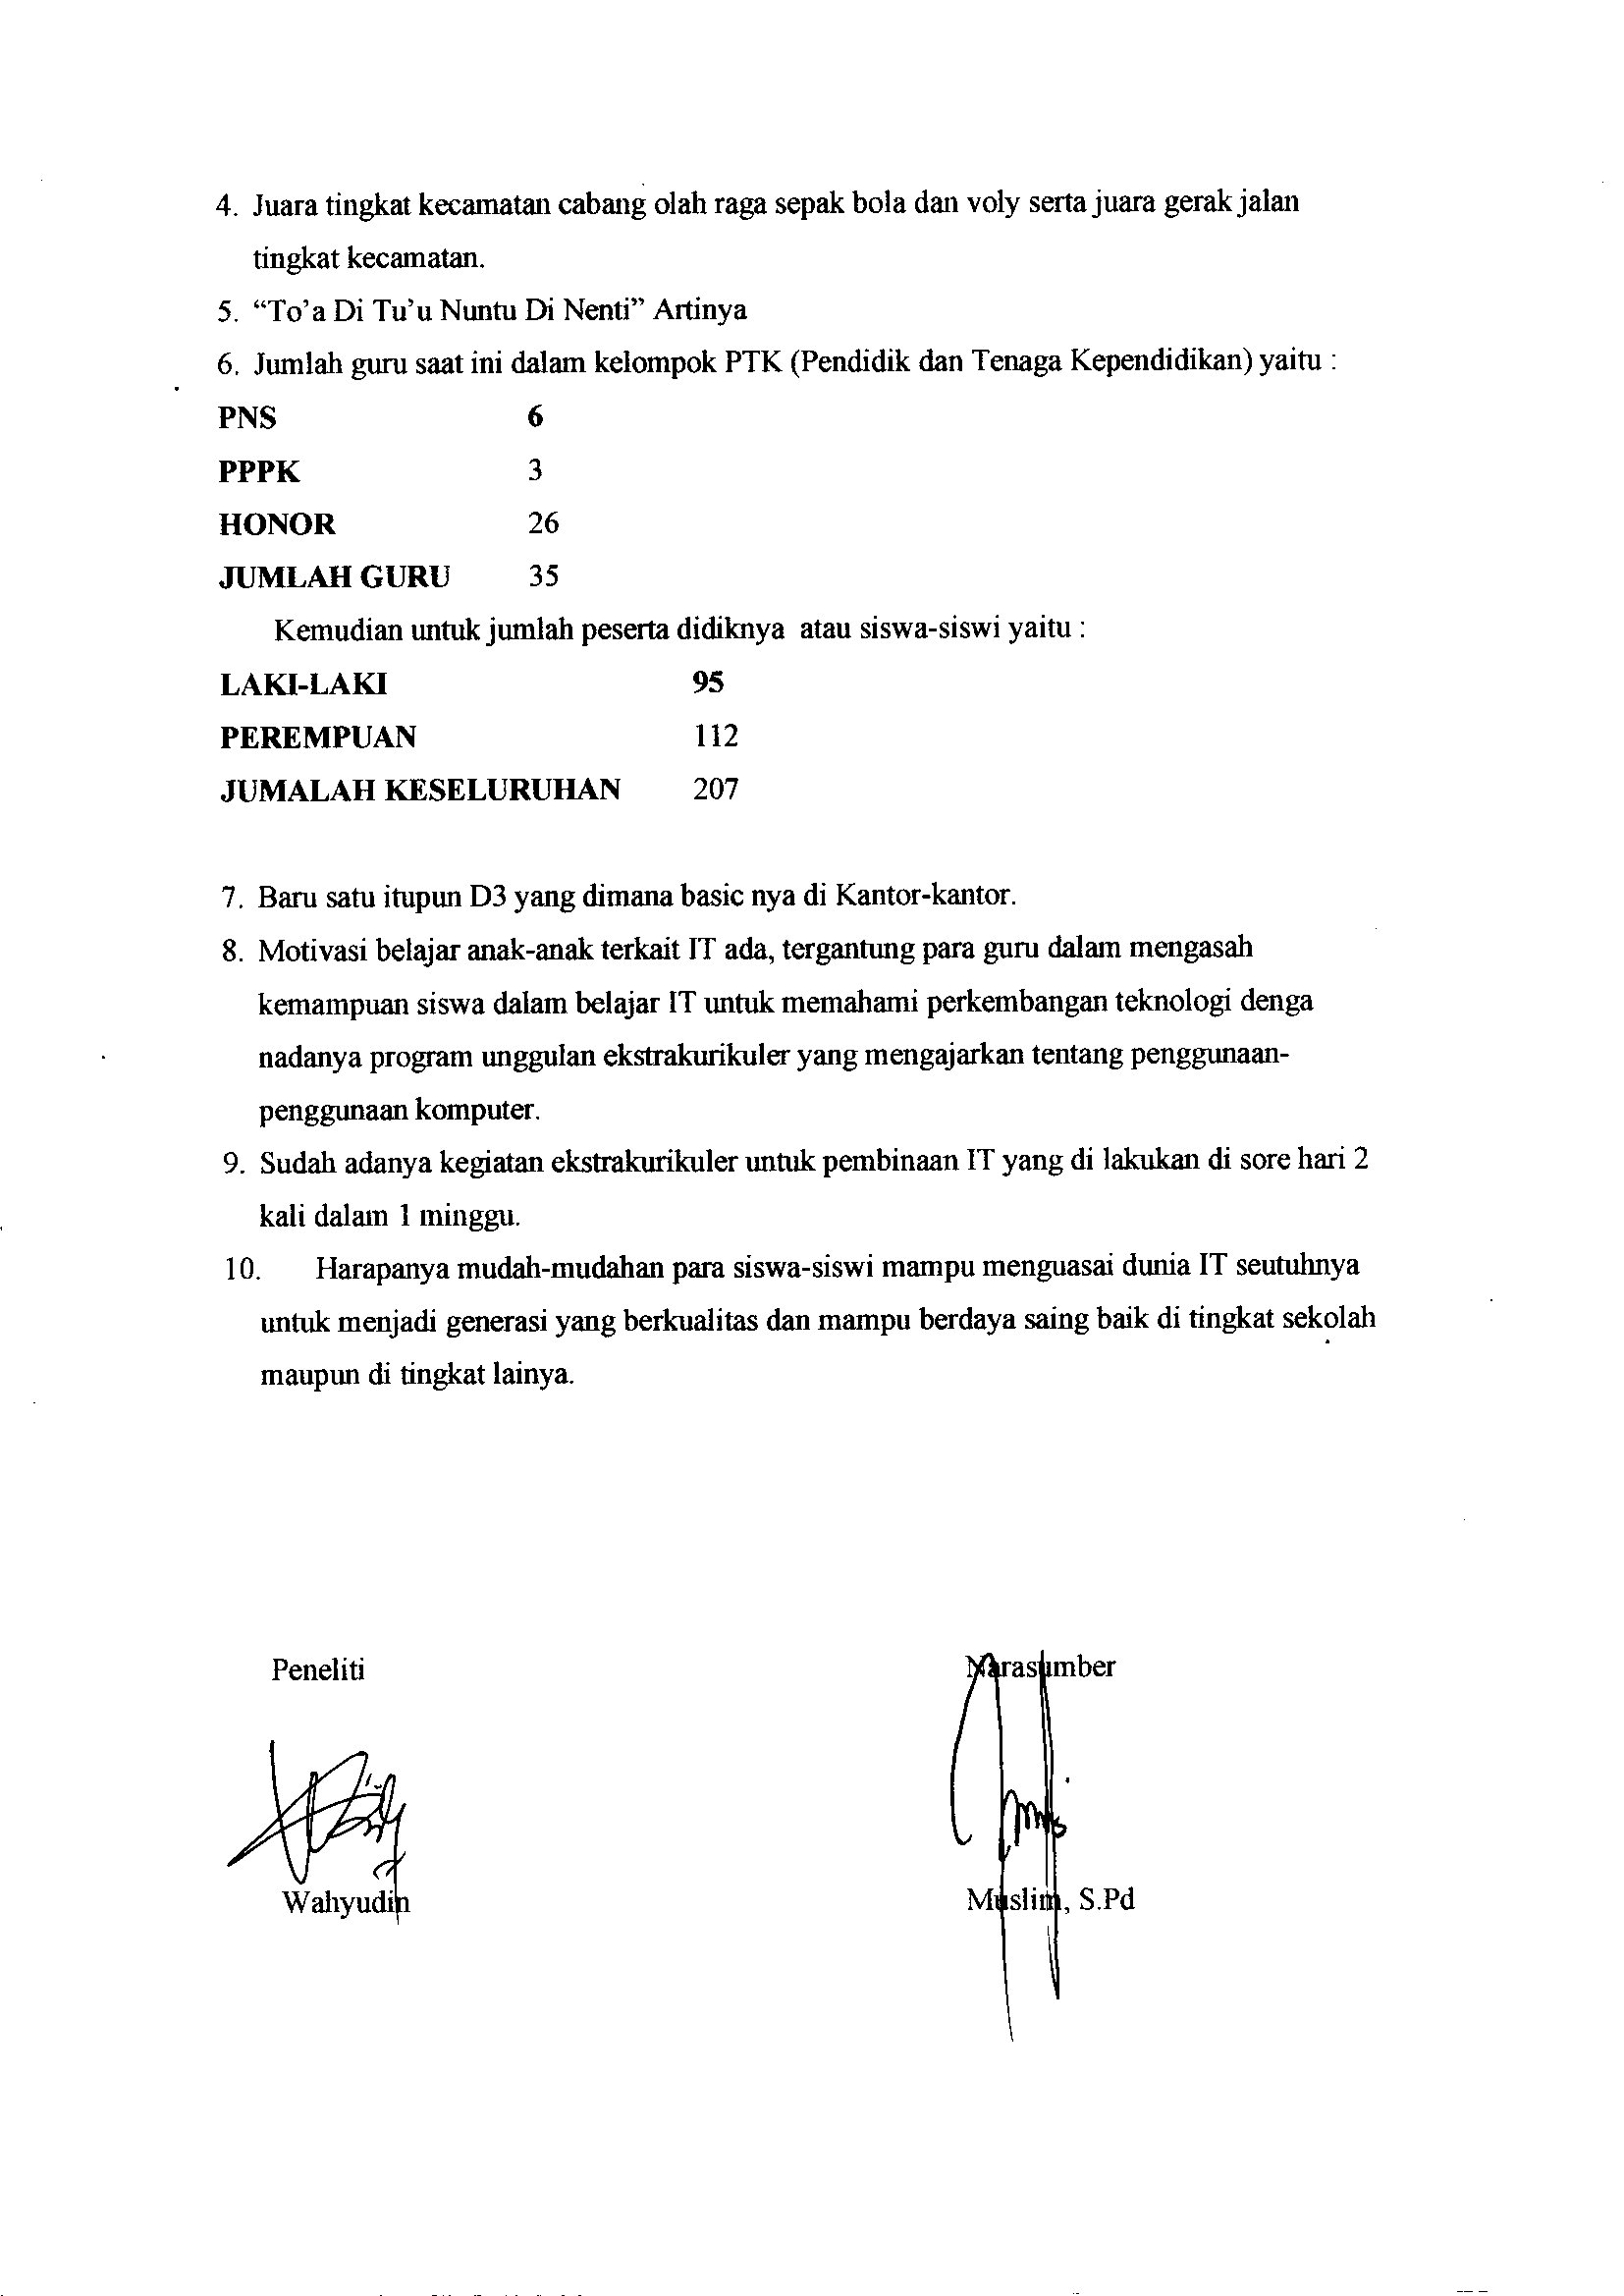 4. Juara tingkat kecamatan cabang olah raga sepak bola dan voly serta juara gerak jalan
tingkat kecamatan.
5. “To’a Di Tu’u Nuntu Di Nenti” Artinya
6. Jumlah guru saat ini dalam kelompok PTK (Pendidik dan Tenaga Kependidikan) yaitu :
PNS 6
PPPK 3
HONOR 26
JUMLAH GURU 35
Kemudian untuk jumlah peserta didiknya atau siswa-siswi yaitu :
LAKI-LAKI 95
PEREMPUAN 112
JUMALAH KESELURUHAN 207
7. Baru satu itupun D3 yang dimana basic nya di Kantor-kantor.
8. Motivasi belajar anak-anak terkait IT ada, tergantung para guru dalam mengasah
kemampuan siswa dalam belajar IT untuk memahami perkembangan teknologi denga
nadanya program unggulan ekstrakurikuler yang mengajarkan tentang penggunaan-
penggunaan komputer.
9. Sudah adanya kegiatan ekstrakurikuler untuk pembinaan IT yang di lakukan di sore hari 2
kali dalam 1 minggu.
10. Harapanya mudah-mudahan para siswa-siswi mampu menguasai dunia IT seutuhnya
untuk menjadi generasi yang berkualitas dan mampu berdaya saing baik di tingkat sekolah
maupun di tingkat lainya.
Peneliti Narasumber
Wahyudin Muslim, S.Pd